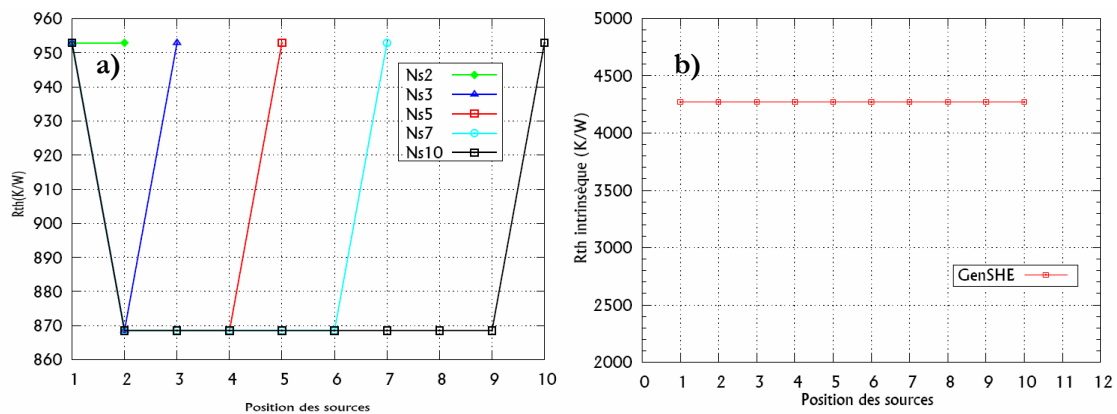 a)
960
950
940
930
920
910
900
890
880
870
860
Rth(K/W)
Ns2
Ns3
Ns5
Ns7
Ns10
1 2 3 4 5 6 7 8 9 10
Position des sources
b)
5000
4500
4000
3500
3000
2500
2000
Rth intrinsèque (K/W)
GenSHE
0 1 2 3 4 5 6 7 8 9 10 11 12
Position des sources